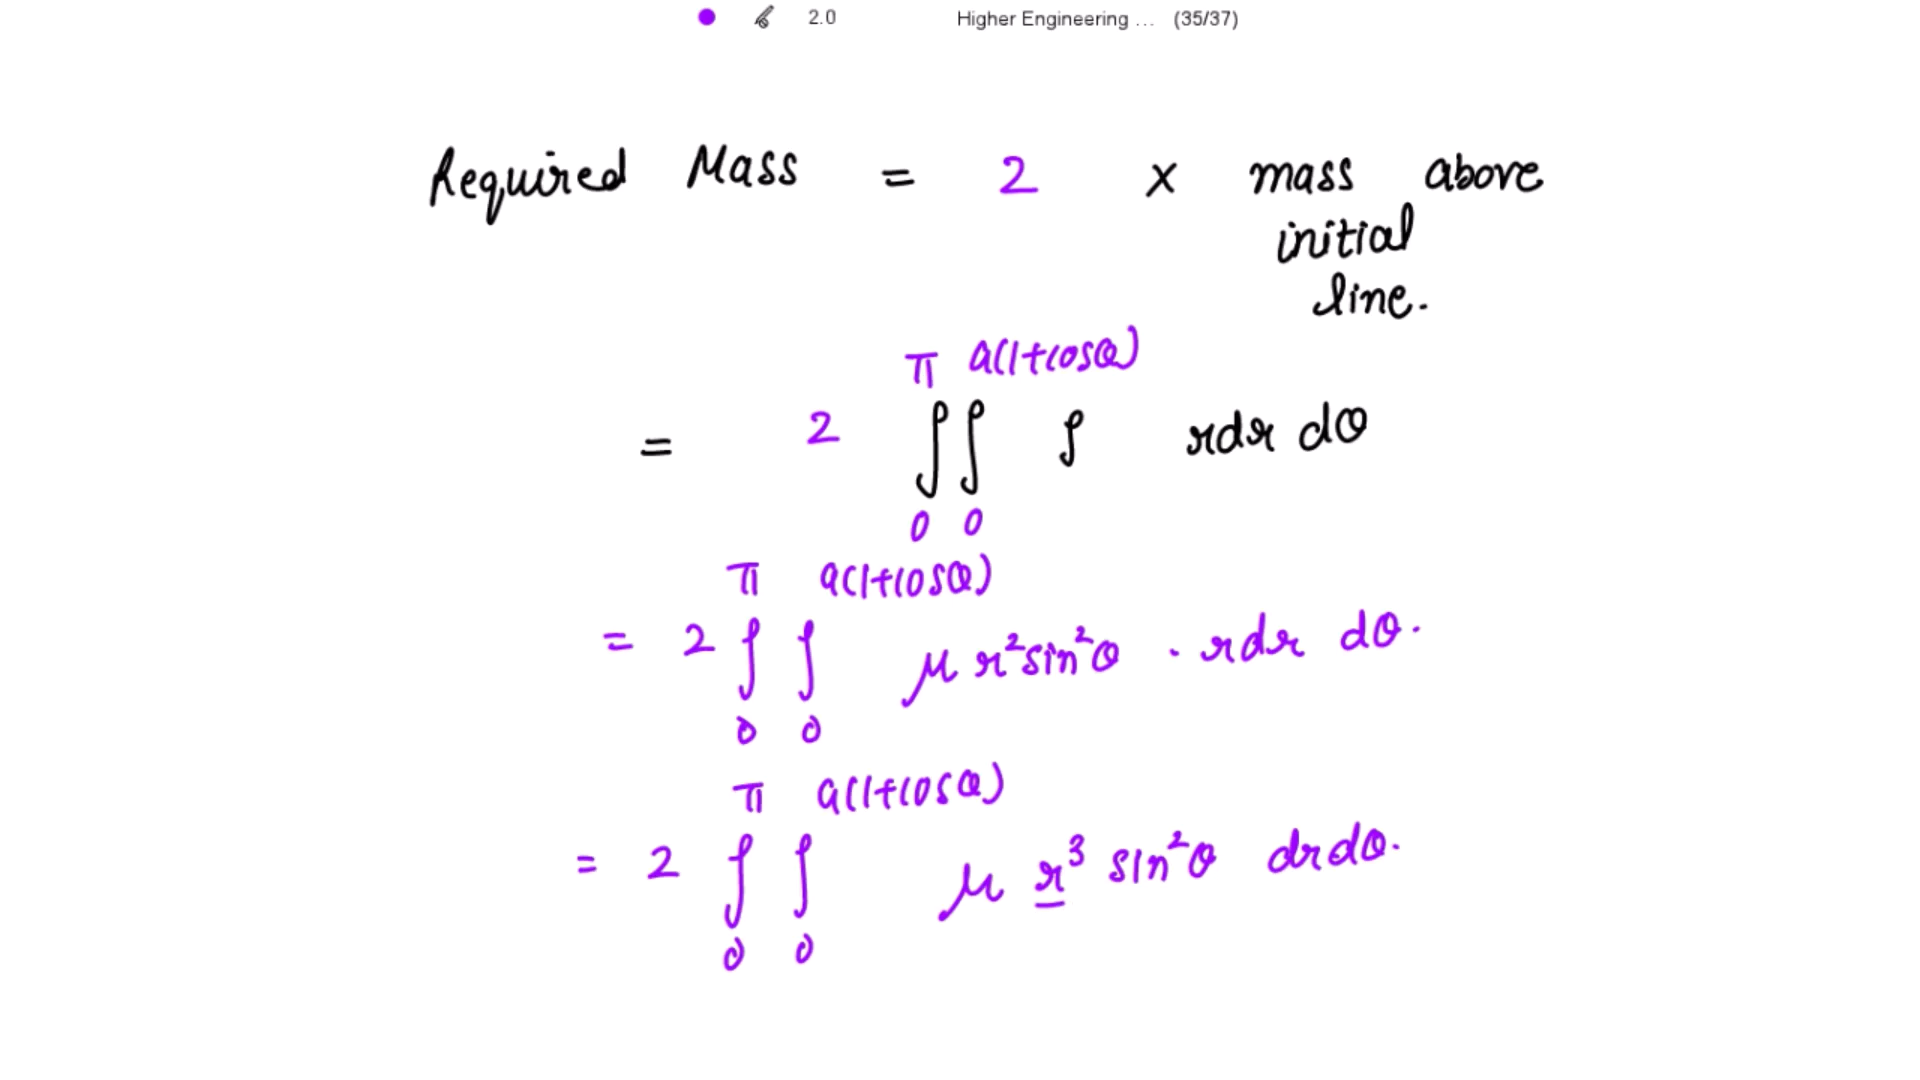 2.0 Higher Engineering ... (35/37)
Required Mass = 2 × mass above
initial
line.
π a(1+cosθ)
= 2 ∫∫ ρ rdr dθ
0 0
π a(1+cosθ)
= 2 ∫ ∫ μ r²sin²θ . rdr dθ.
0 0
π a(1+cosθ)
= 2 ∫ ∫ μ r³ sin²θ drdθ.
0 0